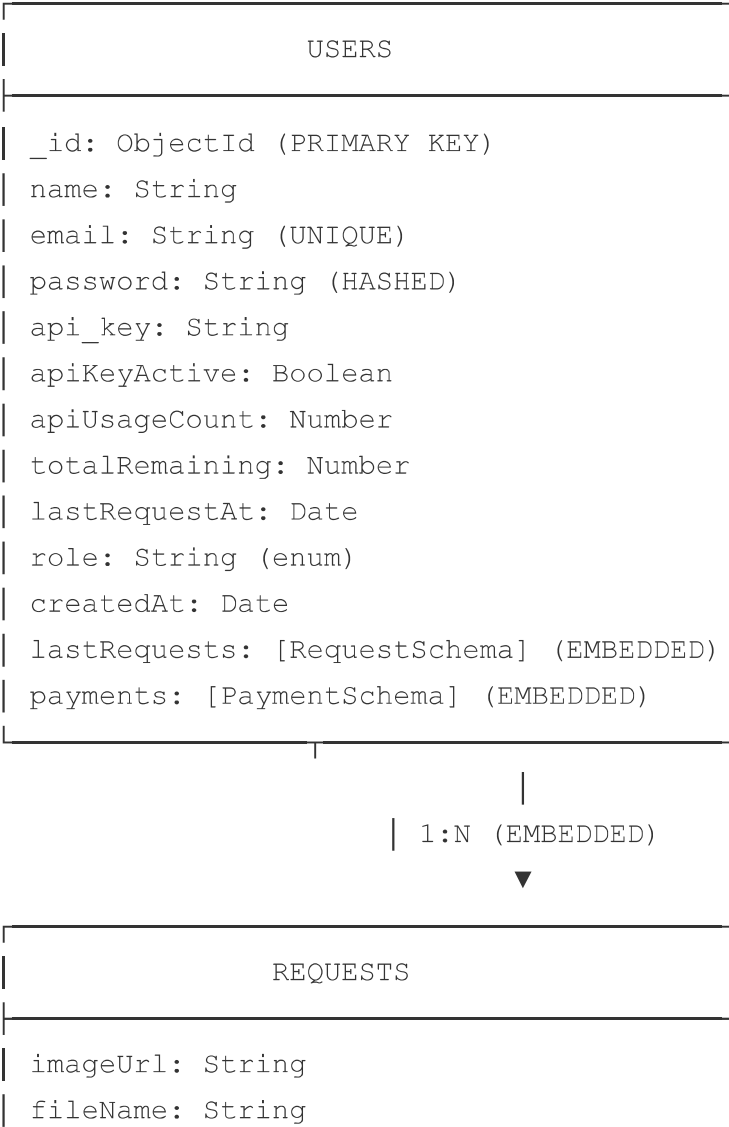 USERS
_id: ObjectId (PRIMARY KEY)
name: String
email: String (UNIQUE)
password: String (HASHED)
api_key: String
apiKeyActive: Boolean
apiUsageCount: Number
totalRemaining: Number
lastRequestAt: Date
role: String (enum)
createdAt: Date
lastRequests: [RequestSchema] (EMBEDDED)
payments: [PaymentSchema] (EMBEDDED)
1:N (EMBEDDED)
REQUESTS
imageUrl: String
fileName: String